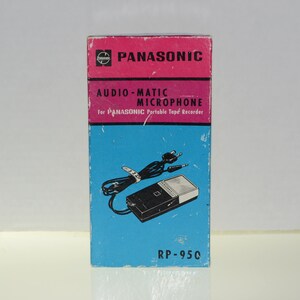 PANASONIC
AUDIO-MATIC
MICROPHONE
For PANASONIC Portable Tape Recorder
RP-950